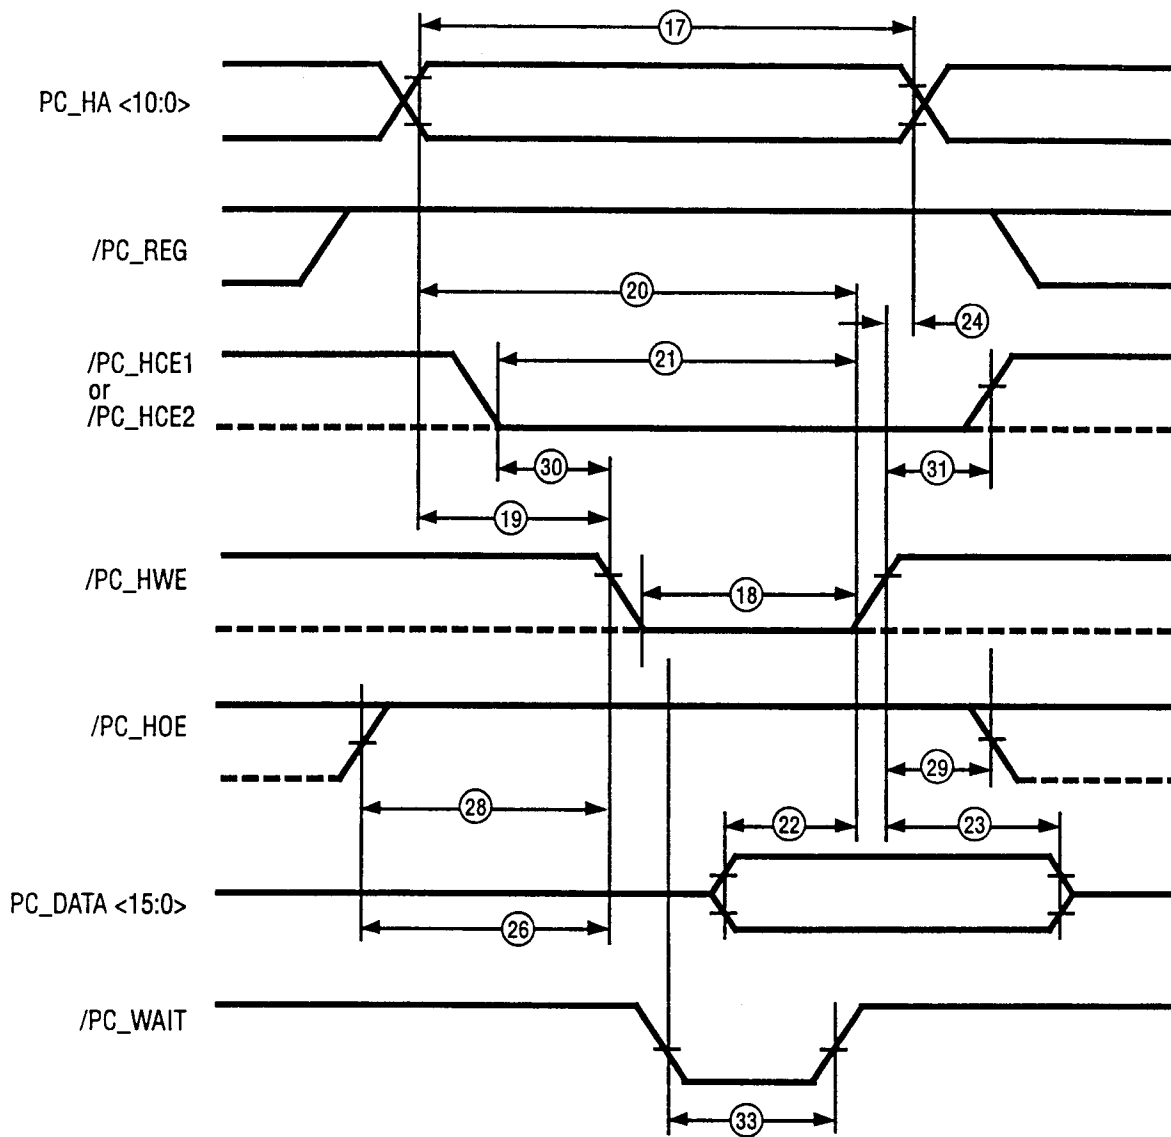 17
PC_HA <10:0>
/PC_REG
20
24
/PC_HCE1
or
/PC_HCE2
21
30
31
19
/PC_HWE
18
/PC_HOE
29
28
22
23
PC_DATA <15:0>
26
/PC_WAIT
33